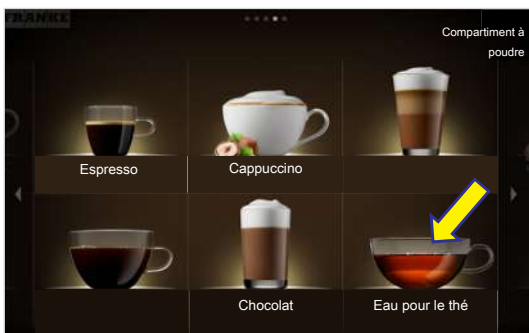 FRANKE
Compartiment à
poudre
Espresso
Cappuccino
Chocolat
Eau pour le thé